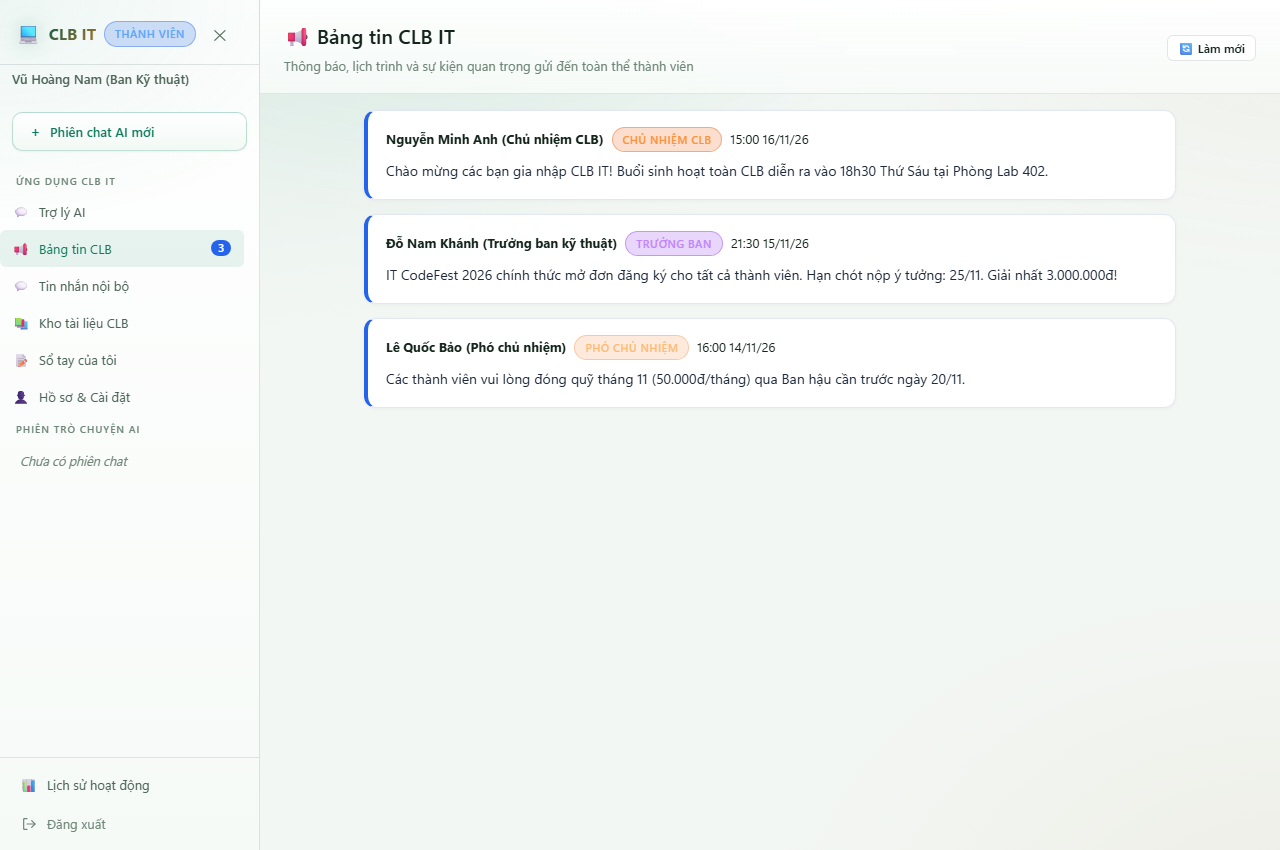 CLB IT THÀNH VIÊN
Vũ Hoàng Nam (Ban Kỹ thuật)
+ Phiên chat AI mới
ỨNG DỤNG CLB IT
Trợ lý AI
Bảng tin CLB 3
Tin nhắn nội bộ
Kho tài liệu CLB
Sổ tay của tôi
Hồ sơ & Cài đặt
PHIÊN TRÒ CHUYỆN AI
Chưa có phiên chat
Lịch sử hoạt động
Đăng xuất
Bảng tin CLB IT
Thông báo, lịch trình và sự kiện quan trọng gửi đến toàn thể thành viên
Làm mới
Nguyễn Minh Anh (Chủ nhiệm CLB) CHỦ NHIỆM CLB 15:00 16/11/26
Chào mừng các bạn gia nhập CLB IT! Buổi sinh hoạt toàn CLB diễn ra vào 18h30 Thứ Sáu tại Phòng Lab 402.
Đỗ Nam Khánh (Trưởng ban kỹ thuật) TRƯỞNG BAN 21:30 15/11/26
IT CodeFest 2026 chính thức mở đơn đăng ký cho tất cả thành viên. Hạn chót nộp ý tưởng: 25/11. Giải nhất 3.000.000đ!
Lê Quốc Bảo (Phó chủ nhiệm) PHÓ CHỦ NHIỆM 16:00 14/11/26
Các thành viên vui lòng đóng quỹ tháng 11 (50.000đ/tháng) qua Ban hậu cần trước ngày 20/11.